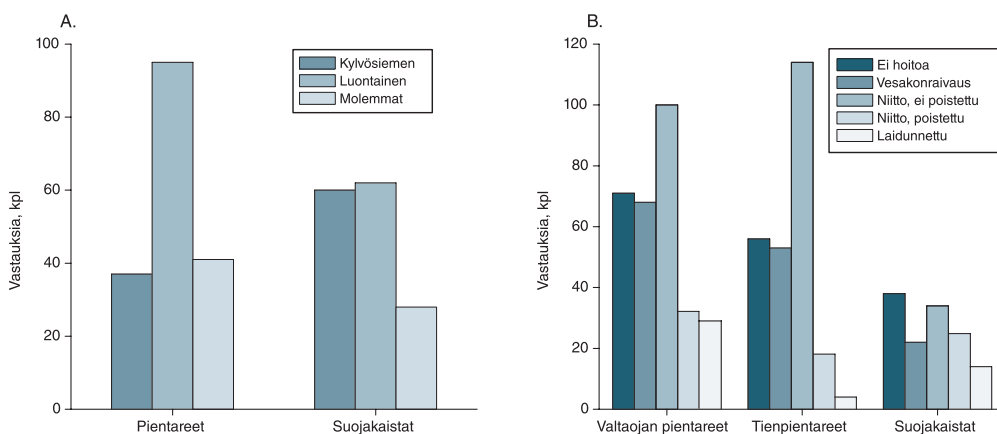 A.
100
80
60
40
20
0
Vastauksia, kpl
Kylvösiemen
Luontainen
Molemmat
Pientareet
Suojakaistat
B.
120
100
80
60
40
20
0
Vastauksia, kpl
Ei hoitoa
Vesakonraivaus
Niitto, ei poistettu
Niitto, poistettu
Laidunnettu
Valtaojan pientareet
Tienpientareet
Suojakaistat